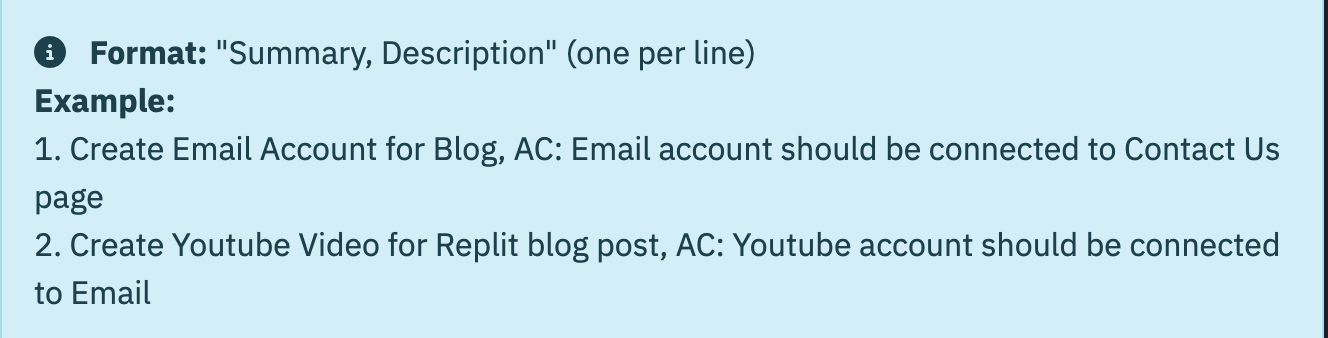 Format: "Summary, Description" (one per line)
Example:
1. Create Email Account for Blog, AC: Email account should be connected to Contact Us
page
2. Create Youtube Video for Replit blog post, AC: Youtube account should be connected
to Email